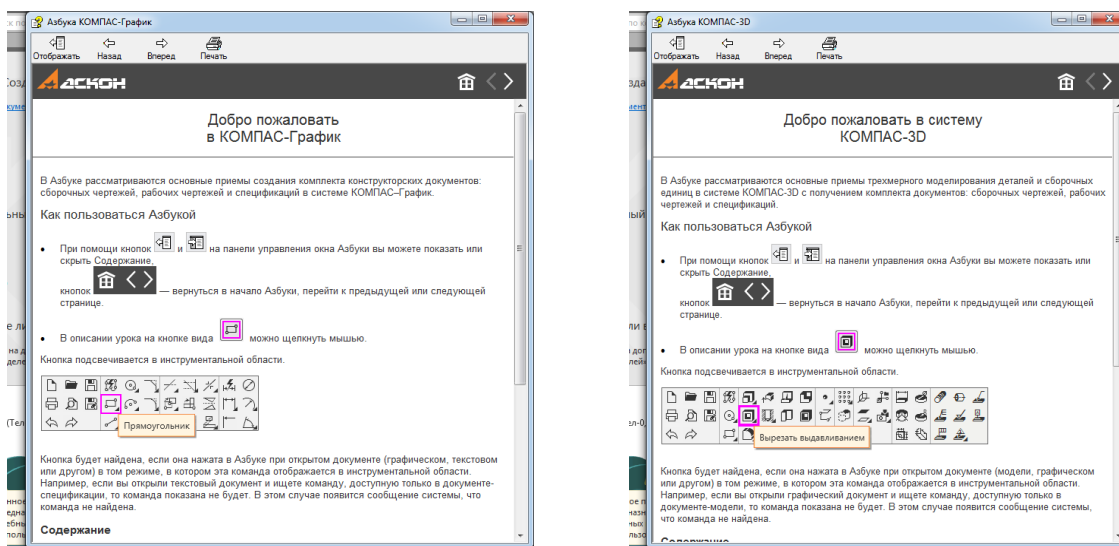 Азбука КОМПАС-График
Отображать Назад Вперед Печать
АСКОН
Добро пожаловать
в КОМПАС-График
В Азбуке рассматриваются основные приемы создания комплекта конструкторских документов:
сборочных чертежей, рабочих чертежей и спецификаций в системе КОМПАС–График.
Как пользоваться Азбукой
• При помощи кнопок и на панели управления окна Азбуки вы можете показать или
скрыть Содержание,
кнопок — вернуться в начало Азбуки, перейти к предыдущей или следующей
странице.
• В описании урока на кнопке вида можно щелкнуть мышью.
Кнопка подсвечивается в инструментальной области.
Прямоугольник
Кнопка будет найдена, если она нажата в Азбуке при открытом документе (графическом, текстовом
или другом) в том режиме, в котором эта команда отображается в инструментальной области.
Например, если вы открыли текстовый документ и ищете команду, доступную только в документе-
спецификации, то команда показана не будет. В этом случае появится сообщение системы, что
команда не найдена.
Содержание
Азбука КОМПАС-3D
Отображать Назад Вперед Печать
АСКОН
Добро пожаловать в систему
КОМПАС-3D
В Азбуке рассматриваются основные приемы трехмерного моделирования деталей и сборочных
единиц в системе КОМПАС-3D с получением комплекта документов: сборочных чертежей, рабочих
чертежей и спецификаций.
Как пользоваться Азбукой
• При помощи кнопок и на панели управления окна Азбуки вы можете показать или
скрыть Содержание,
кнопок — вернуться в начало Азбуки, перейти к предыдущей или следующей
странице.
• В описании урока на кнопке вида можно щелкнуть мышью.
Кнопка подсвечивается в инструментальной области.
Вырезать выдавливанием
Кнопка будет найдена, если она нажата в Азбуке при открытом документе (модели, графическом
или другом) в том режиме, в котором эта команда отображается в инструментальной области.
Например, если вы открыли графический документ и ищете команду, доступную только в
документе-модели, то команда показана не будет. В этом случае появится сообщение системы,
что команда не найдена.
Содержание